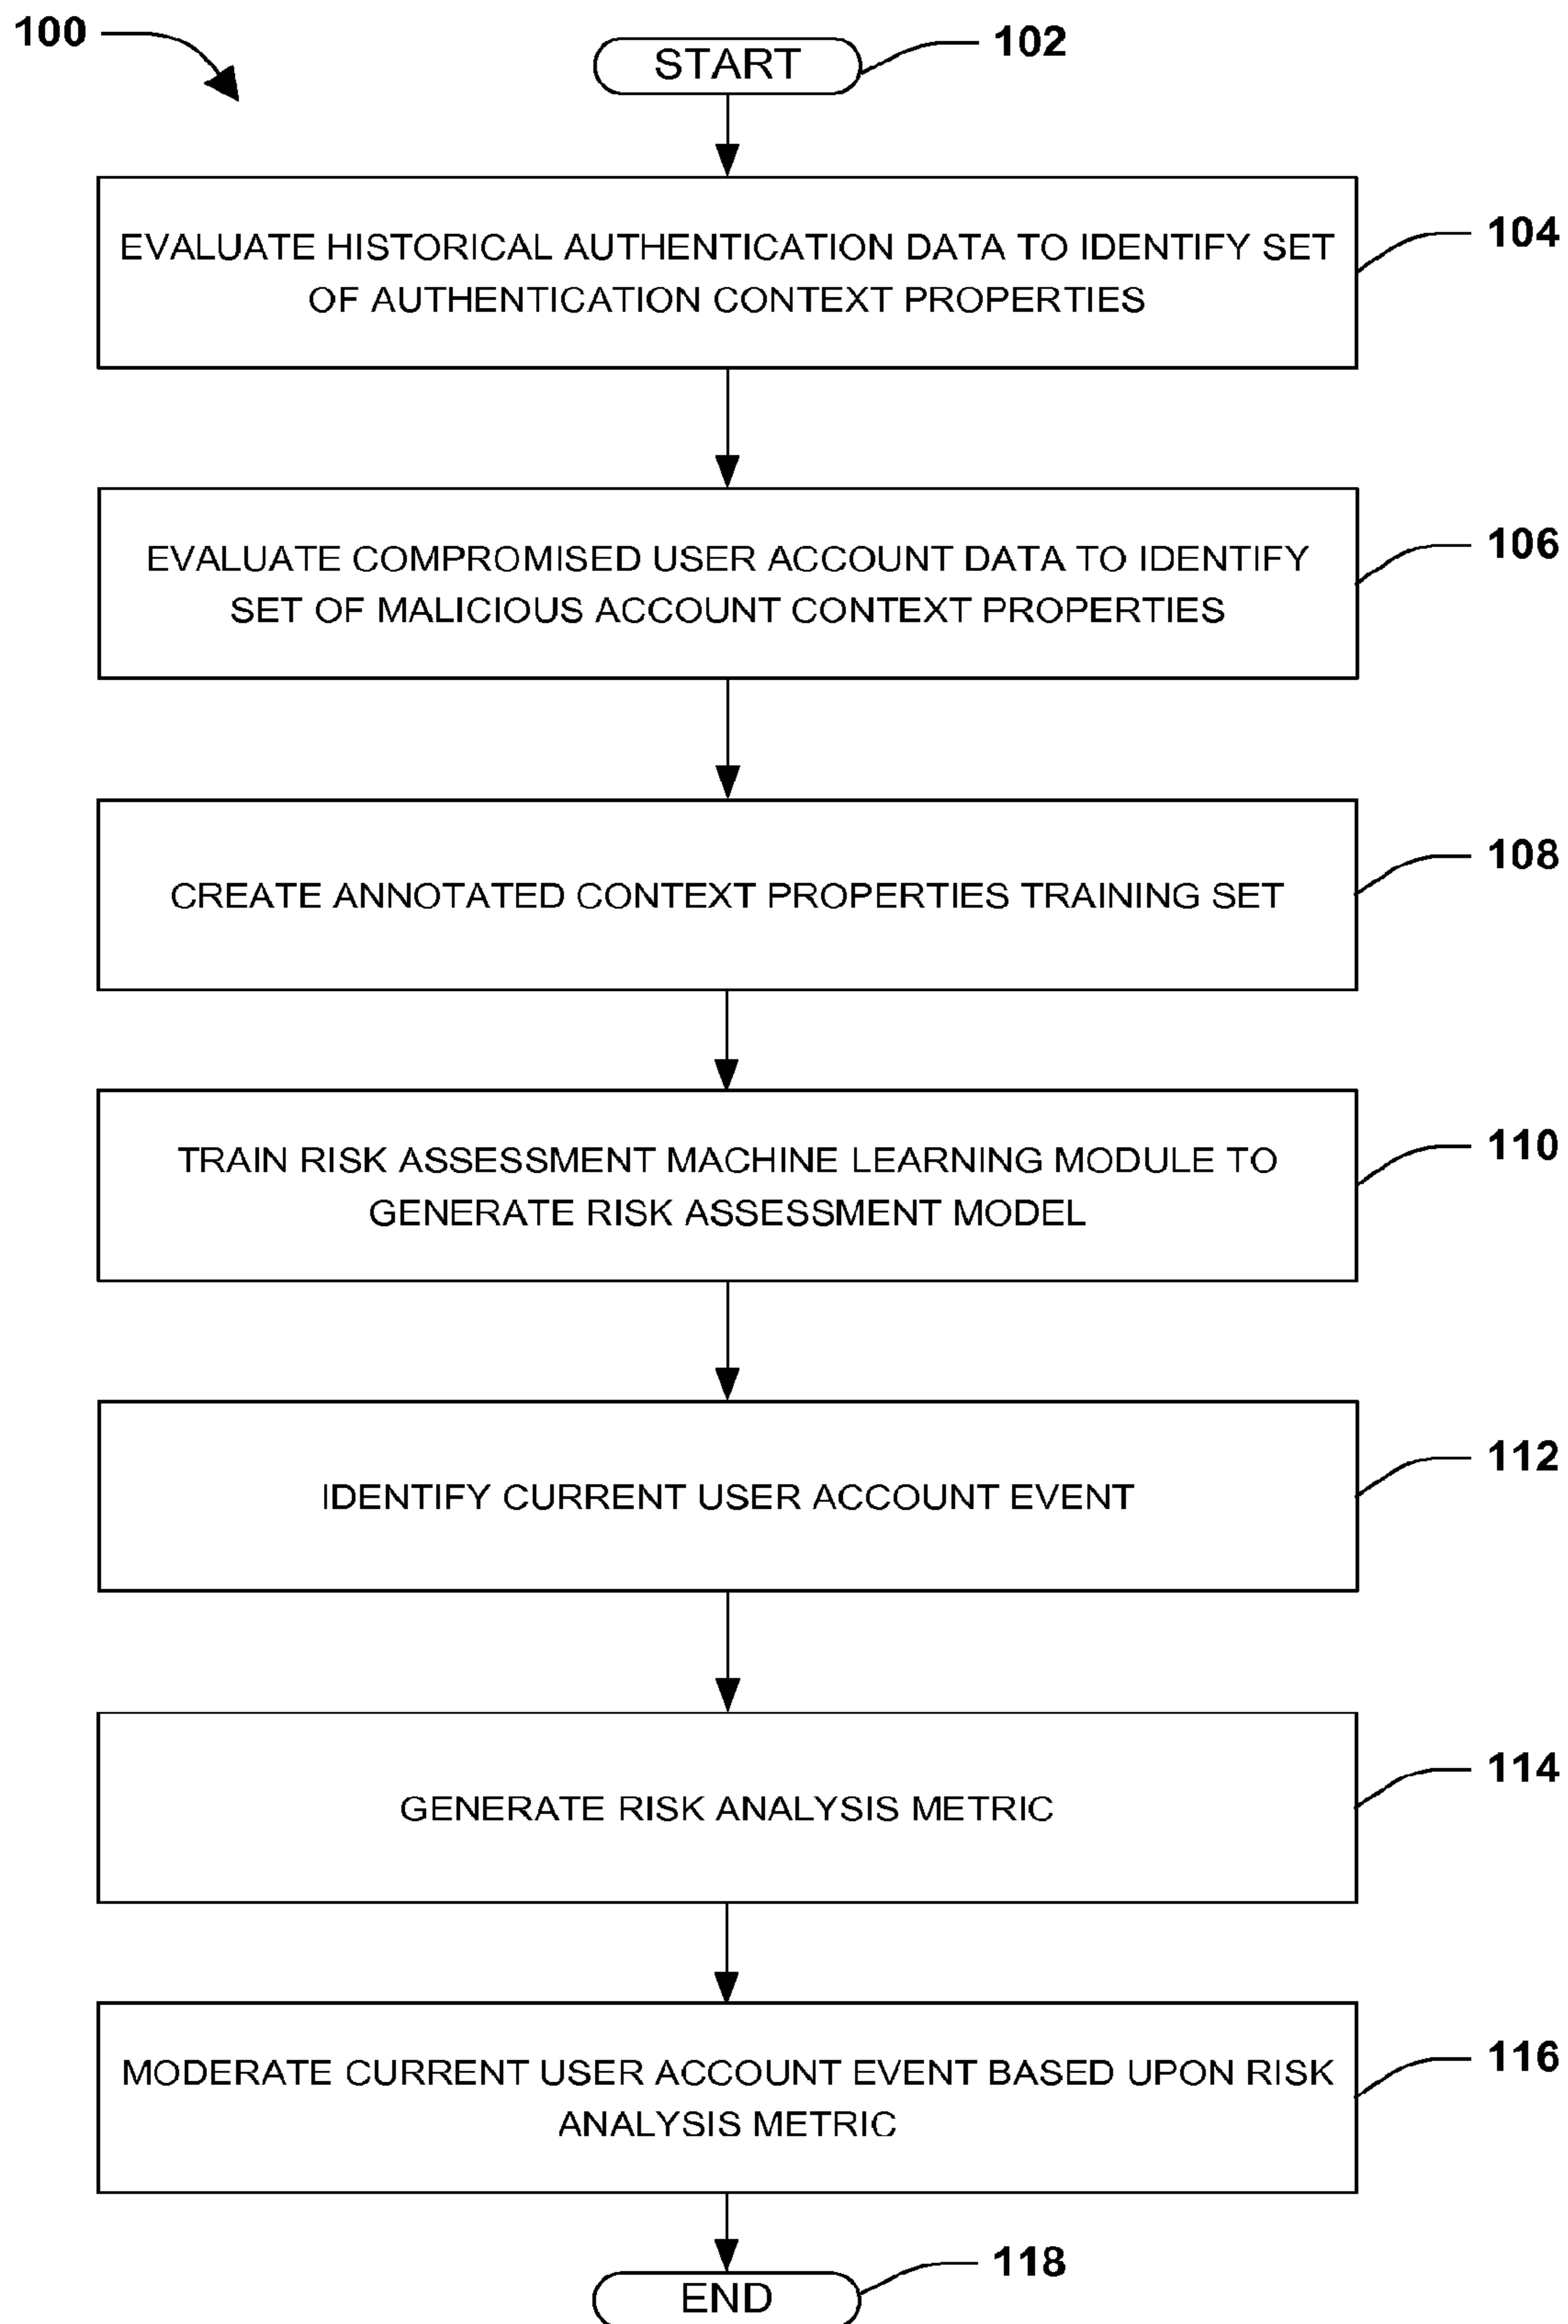 100
START
102
EVALUATE HISTORICAL AUTHENTICATION DATA TO IDENTIFY SET
OF AUTHENTICATION CONTEXT PROPERTIES
104
EVALUATE COMPROMISED USER ACCOUNT DATA TO IDENTIFY
SET OF MALICIOUS ACCOUNT CONTEXT PROPERTIES
106
CREATE ANNOTATED CONTEXT PROPERTIES TRAINING SET
108
TRAIN RISK ASSESSMENT MACHINE LEARNING MODULE TO
GENERATE RISK ASSESSMENT MODEL
110
IDENTIFY CURRENT USER ACCOUNT EVENT
112
GENERATE RISK ANALYSIS METRIC
114
MODERATE CURRENT USER ACCOUNT EVENT BASED UPON RISK
ANALYSIS METRIC
116
END
118